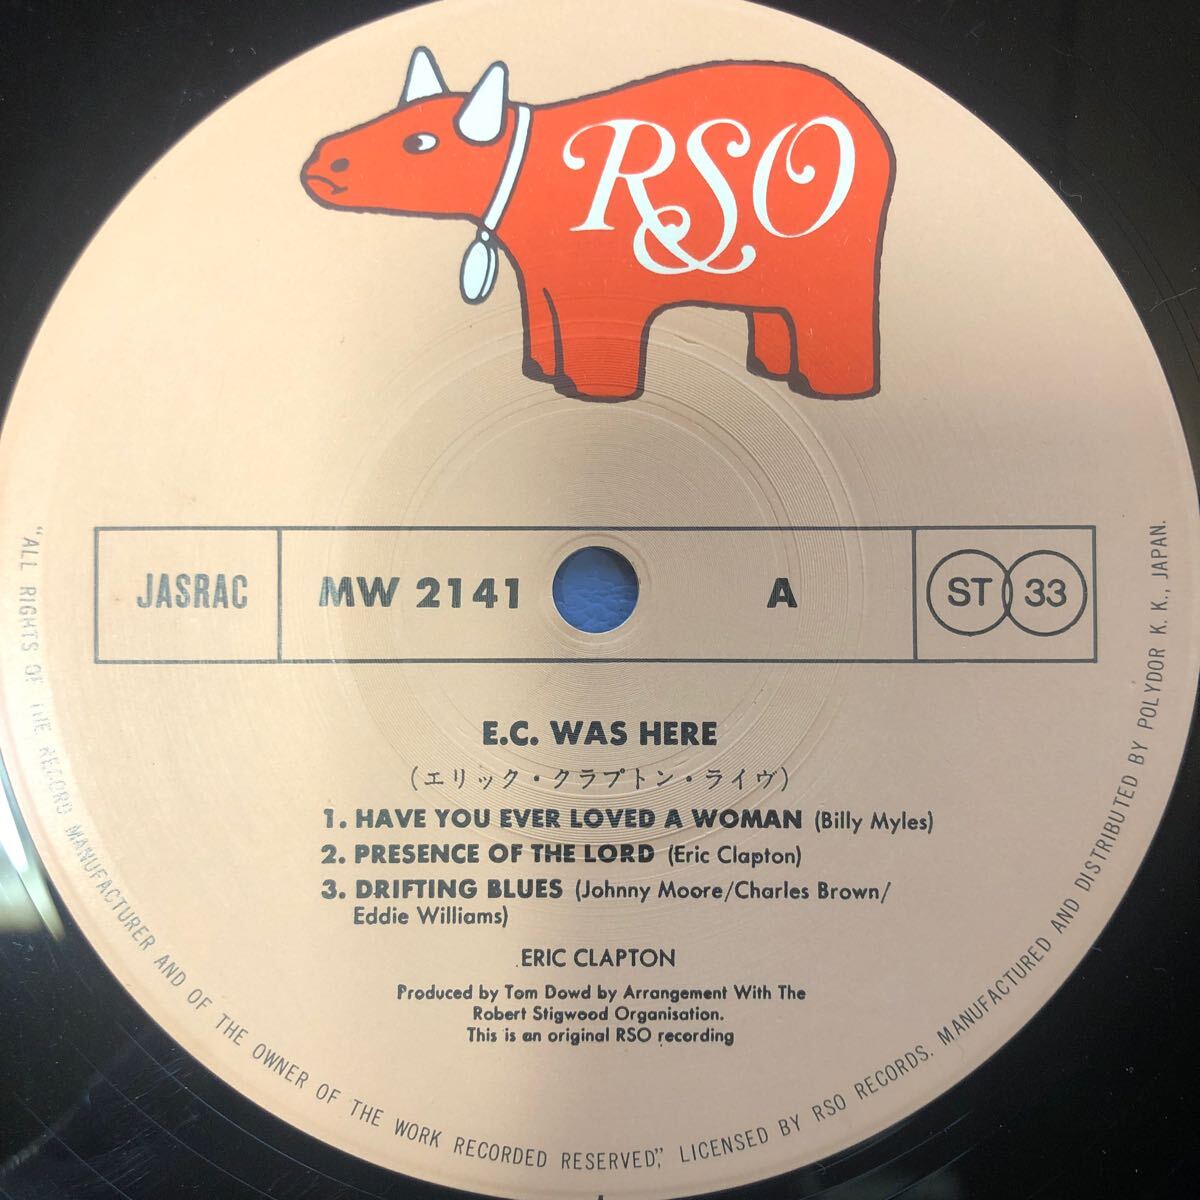 RSO
JASRAC
MW 2141
A
ST 33
E.C. WAS HERE
(エリック・クラプトン・ライヴ)
1. HAVE YOU EVER LOVED A WOMAN (Billy Myles)
2. PRESENCE OF THE LORD (Eric Clapton)
3. DRIFTING BLUES (Johnny Moore/Charles Brown/
Eddie Williams)
ERIC CLAPTON
Produced by Tom Dowd by Arrangement With The
Robert Stigwood Organisation.
This is an original RSO recording
"ALL RIGHTS OF THE RECORD MANUFACTURER AND OF THE OWNER OF THE WORK RECORDED RESERVED," LICENSED BY RSO RECORDS. MANUFACTURED AND DISTRIBUTED BY POLYDOR K. K., JAPAN.